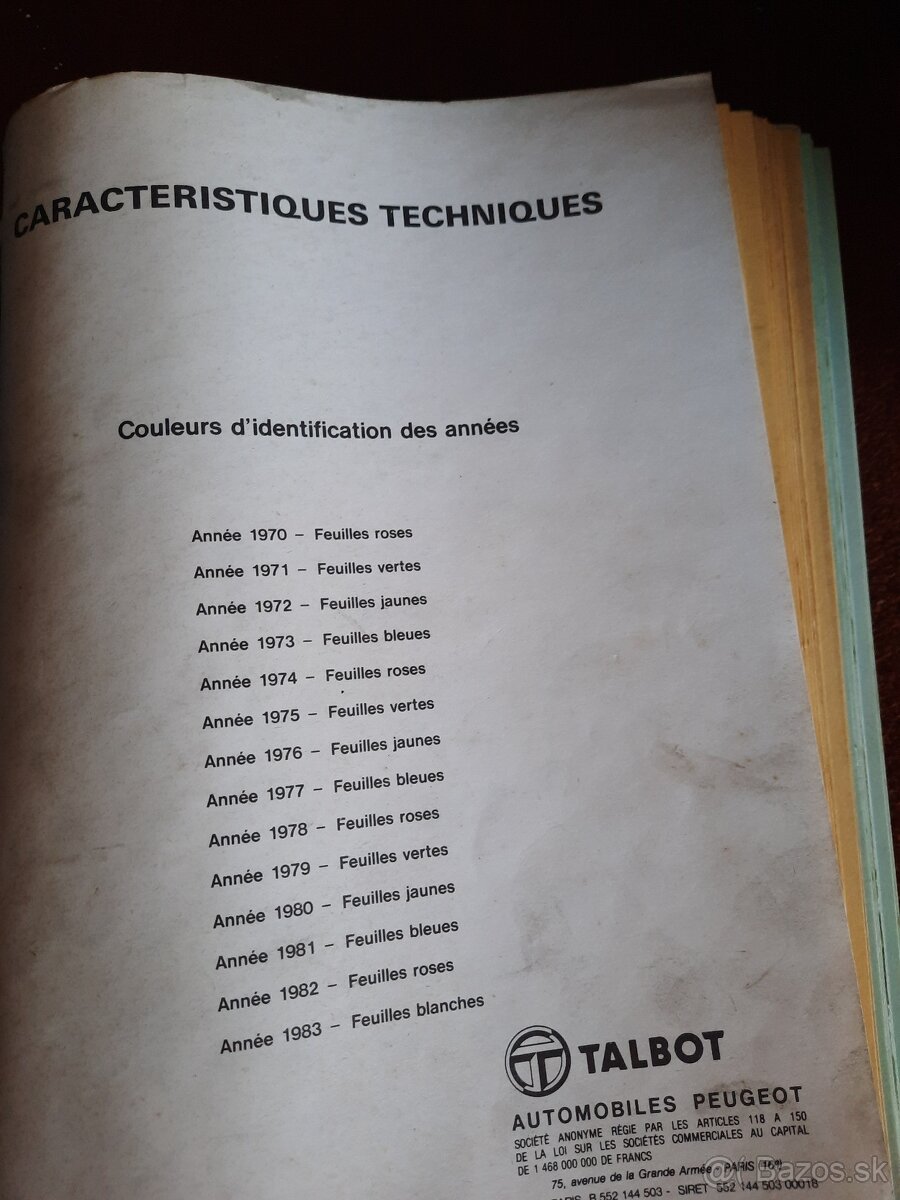 CARACTERISTIQUES TECHNIQUES
Couleurs d'identification des années
Année 1970 – Feuilles roses
Année 1971 – Feuilles vertes
Année 1972 – Feuilles jaunes
Année 1973 – Feuilles bleues
Année 1974 – Feuilles roses
Année 1975 – Feuilles vertes
Année 1976 – Feuilles jaunes
Année 1977 – Feuilles bleues
Année 1978 – Feuilles roses
Année 1979 – Feuilles vertes
Année 1980 – Feuilles jaunes
Année 1981 – Feuilles bleues
Année 1982 – Feuilles roses
Année 1983 – Feuilles blanches
TALBOT
AUTOMOBILES PEUGEOT
SOCIÉTÉ ANONYME RÉGIE PAR LES ARTICLES 118 A 150
DE LA LOI SUR LES SOCIÉTÉS COMMERCIALES AU CAPITAL
DE 1 468 000 000 DE FRANCS
75, avenue de la Grande Armée - PARIS (16e)
PARIS B 552 144 503 - SIRET 552 144 503 00018
Bazos.sk